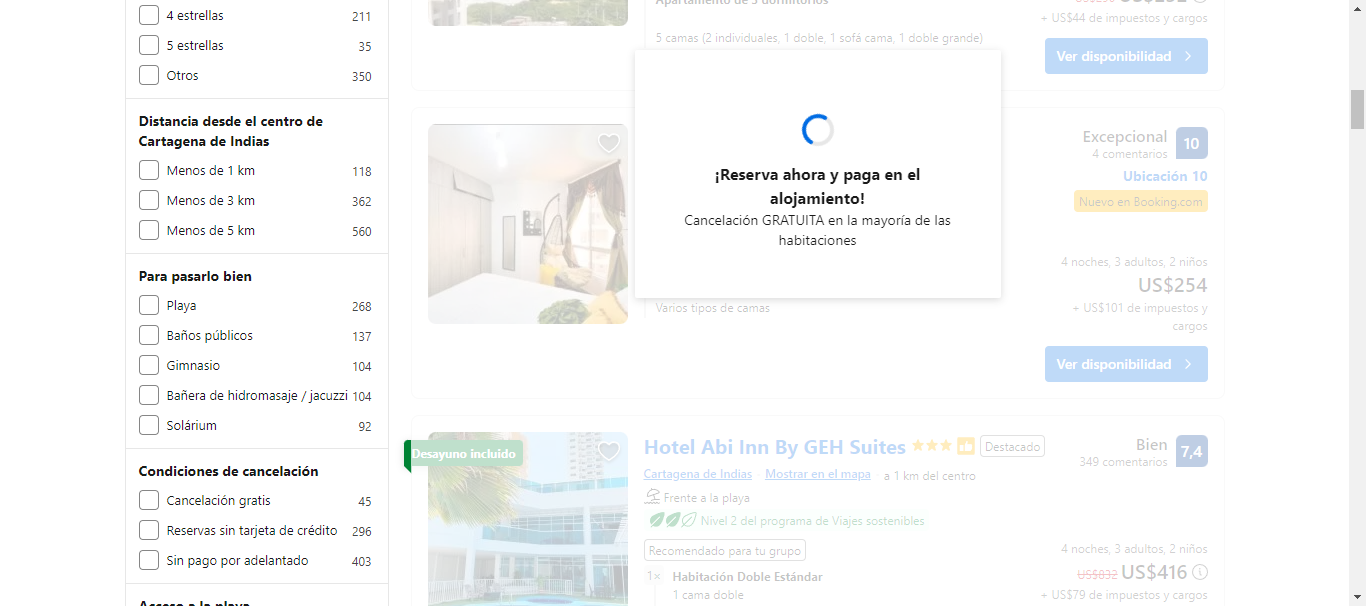 4 estrellas 211
5 estrellas 35
Otros 350
Distancia desde el centro de
Cartagena de Indias
Menos de 1 km 118
Menos de 3 km 362
Menos de 5 km 560
Para pasarlo bien
Playa 268
Baños públicos 137
Gimnasio 104
Bañera de hidromasaje / jacuzzi 104
Solárium 92
Condiciones de cancelación
Cancelación gratis 45
Reservas sin tarjeta de crédito 296
Sin pago por adelantado 403
Acceso a la playa
Apartamento de 3 dormitorios
+ US$44 de impuestos y cargos
5 camas (2 individuales, 1 doble, 1 sofá cama, 1 doble grande)
Ver disponibilidad
¡Reserva ahora y paga en el
alojamiento!
Cancelación GRATUITA en la mayoría de las
habitaciones
Excepcional 10
4 comentarios
Ubicación 10
Nuevo en Booking.com
4 noches, 3 adultos, 2 niños
US$254
Varios tipos de camas
+ US$101 de impuestos y
cargos
Ver disponibilidad
Desayuno incluido
Hotel Abi Inn By GEH Suites
Destacado
Cartagena de Indias Mostrar en el mapa a 1 km del centro
Frente a la playa
Nivel 2 del programa de Viajes sostenibles
Recomendado para tu grupo
1× Habitación Doble Estándar
1 cama doble
Bien 7,4
349 comentarios
4 noches, 3 adultos, 2 niños
US$832 US$416
+ US$79 de impuestos y cargos